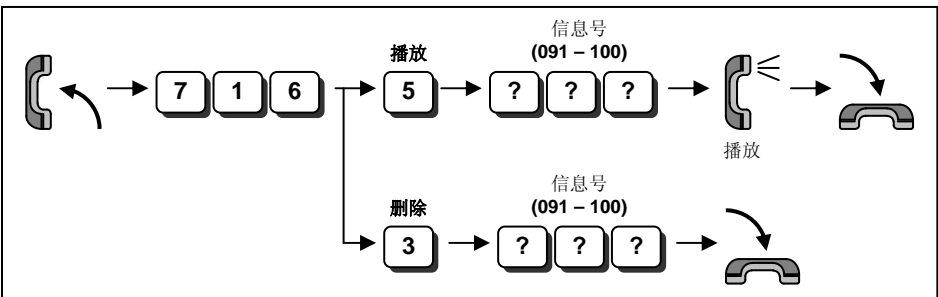 信息号
播放 (091 – 100)
7 1 6 5 ? ? ?
播放
信息号
删除 (091 – 100)
3 ? ? ?